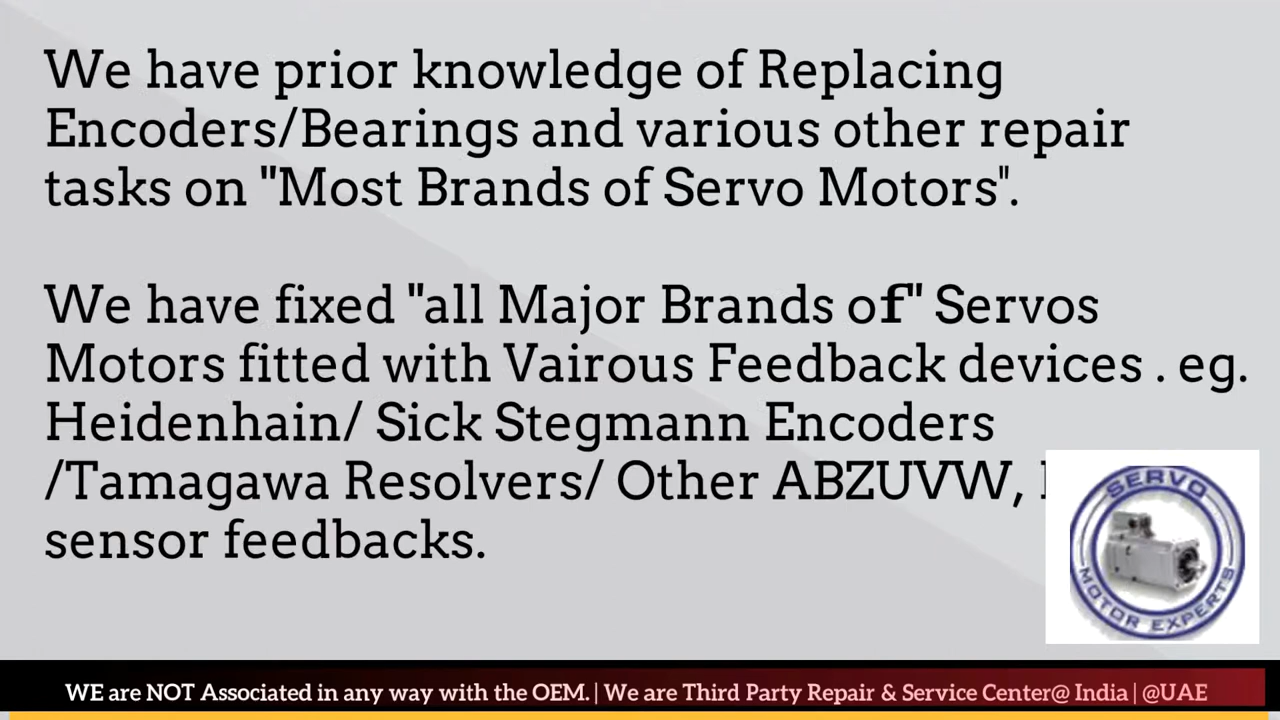 We have prior knowledge of Replacing
Encoders/Bearings and various other repair
tasks on "Most Brands of Servo Motors".
We have fixed "all Major Brands of" Servos
Motors fitted with Vairous Feedback devices . eg.
Heidenhain/ Sick Stegmann Encoders
/Tamagawa Resolvers/ Other ABZUVW,
sensor feedbacks.
SERVO
MOTOR EXPERTS
WE are NOT Associated in any way with the OEM. | We are Third Party Repair & Service Center@ India | @UAE